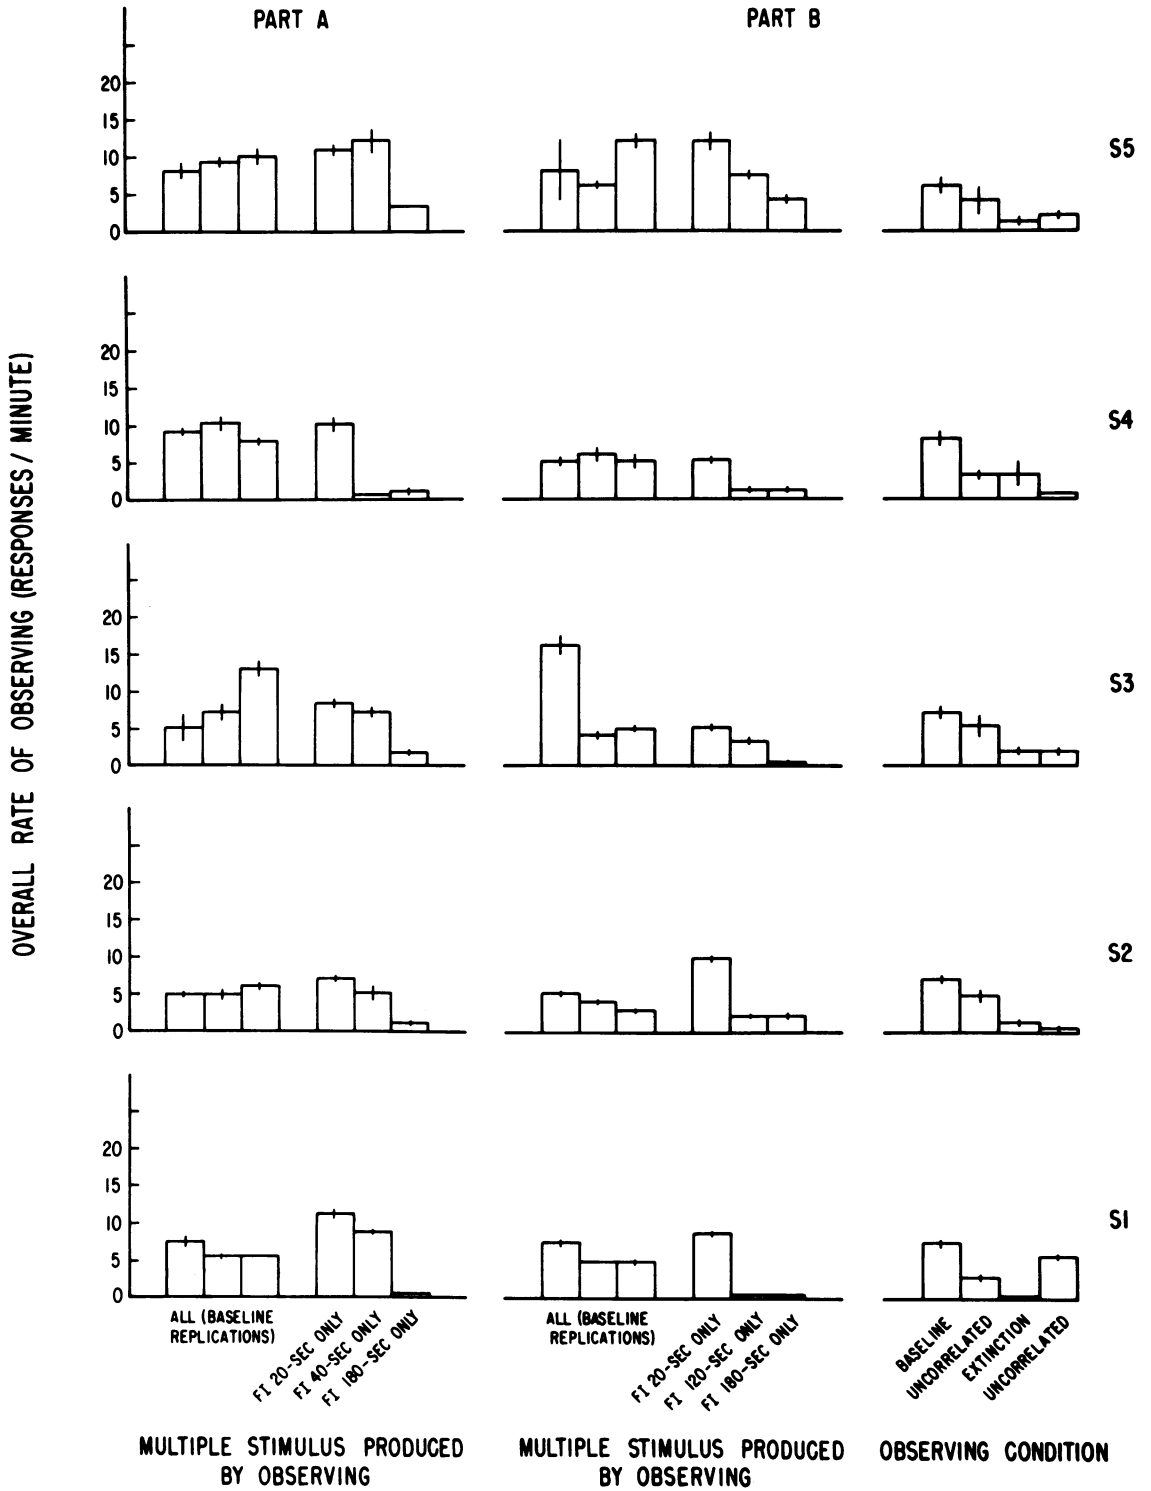 PART A
PART B
20
15
10
5
0
S5
20
15
10
5
0
S4
20
15
10
5
0
S3
20
15
10
5
0
S2
20
15
10
5
0
S1
OVERALL RATE OF OBSERVING (RESPONSES / MINUTE)
ALL (BASELINE
REPLICATIONS)
FI 20-SEC ONLY
FI 40-SEC ONLY
FI 180-SEC ONLY
ALL (BASELINE
REPLICATIONS)
FI 20-SEC ONLY
FI 120-SEC ONLY
FI 180-SEC ONLY
BASELINE
UNCORRELATED
EXTINCTION
UNCORRELATED
MULTIPLE STIMULUS PRODUCED
BY OBSERVING
MULTIPLE STIMULUS PRODUCED
BY OBSERVING
OBSERVING CONDITION